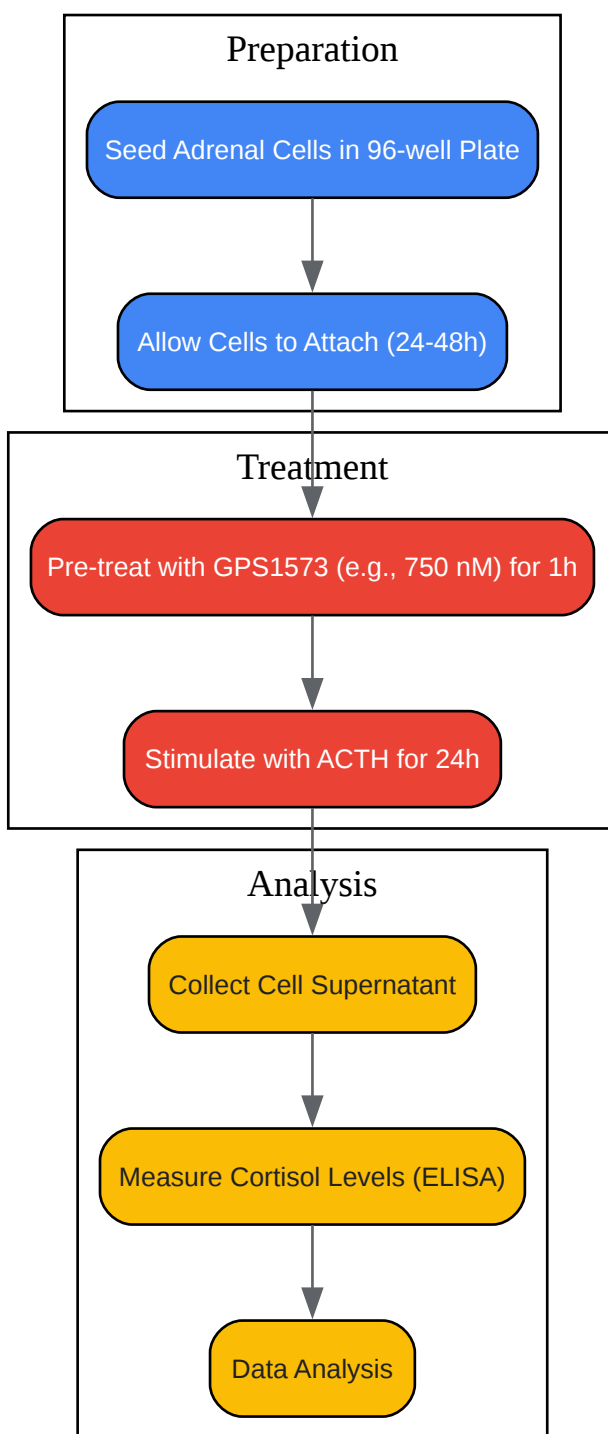 Preparation
Seed Adrenal Cells in 96-well Plate
Allow Cells to Attach (24-48h)
Treatment
Pre-treat with GPS1573 (e.g., 750 nM) for 1h
Stimulate with ACTH for 24h
Analysis
Collect Cell Supernatant
Measure Cortisol Levels (ELISA)
Data Analysis